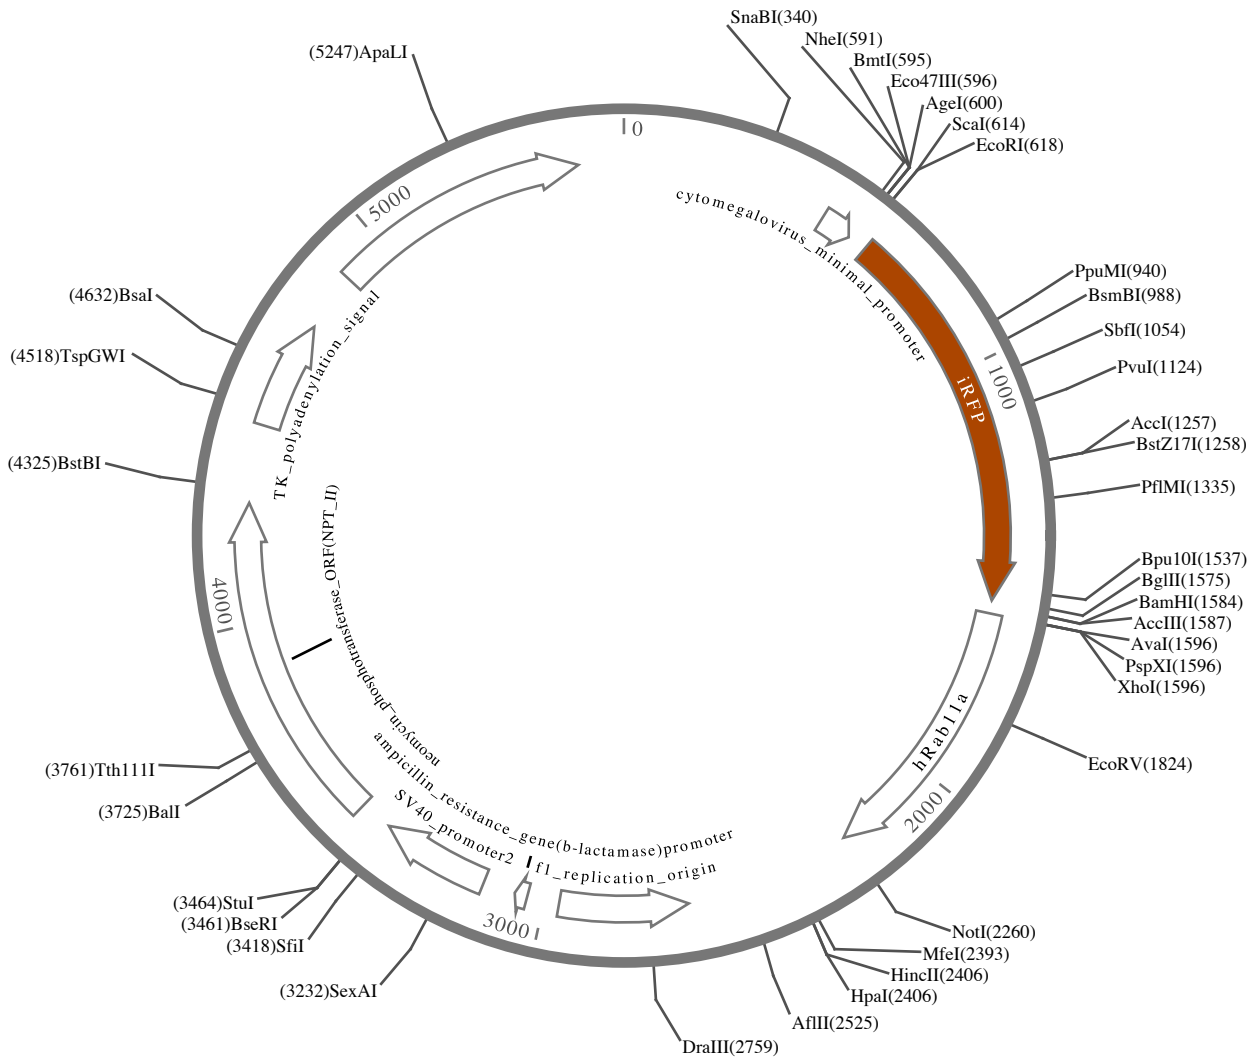 SnaBI(340)
NheI(591)
BmtI(595)
Eco47III(596)
AgeI(600)
ScaI(614)
EcoRI(618)
PpuMI(940)
BsmBI(988)
SbfI(1054)
PvuI(1124)
AccI(1257)
BstZ17I(1258)
PflMI(1335)
Bpu10I(1537)
BglII(1575)
BamHI(1584)
AccIII(1587)
AvaI(1596)
PspXI(1596)
XhoI(1596)
EcoRV(1824)
NotI(2260)
MfeI(2393)
HincII(2406)
HpaI(2406)
AflII(2525)
DraIII(2759)
(3232)SexAI
(3418)SfiI
(3461)BseRI
(3464)StuI
(3725)BalI
(3761)Tth111I
(4325)BstBI
(4518)TspGWI
(4632)BsaI
(5247)ApaLI
0
1000
2000
3000
4000
5000
cytomegalovirus_minimal_promoter
iRFP
hRab11a
f1_replication_origin
ampicillin_resistance_gene(b-lactamase)promoter
SV40_promoter2
neomycin_phosphotransferase_ORF(NPT_II)
TK_polyadenylation_signal